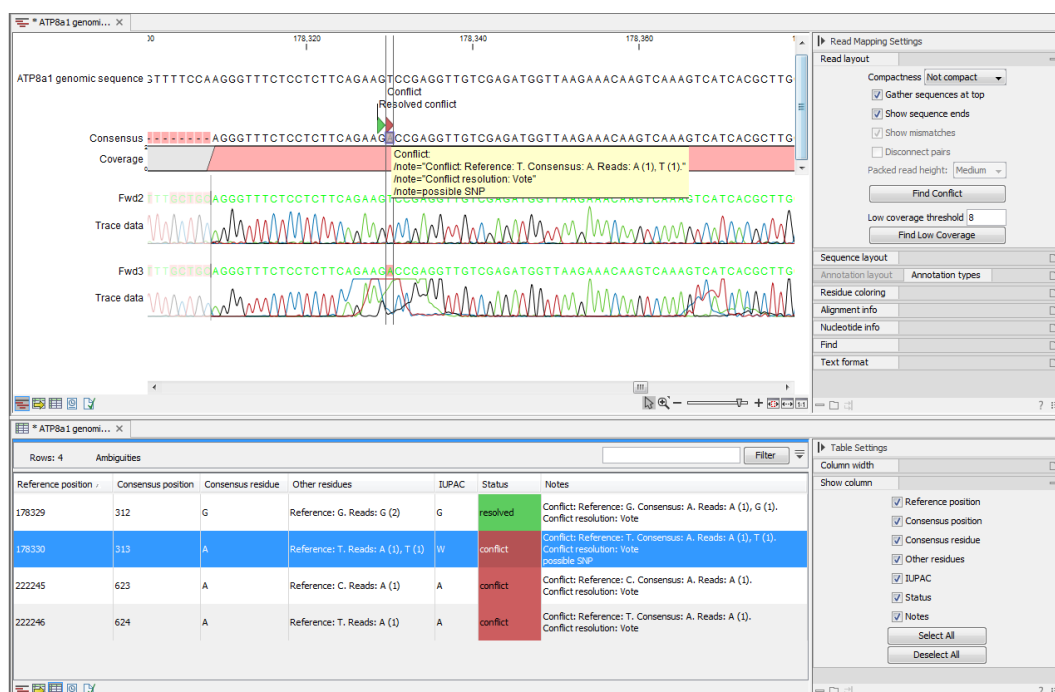 * ATP8a1 genomi...
178,320
178,340
178,360
ATP8a1 genomic sequence GTTTTCCAAGGGTTTCTCCTCTTCAGAAGTCCGAGGTTGTCGAGATGGTTAAGAAACAAGTCAAAGTCATCACGCTTG
Conflict
Resolved conflict
Consensus - - - - - - - - AGGGTTTCTCCTCTTCAGAAGACCGAGGTTGTCGAGATGGTTAAGAAACAAGTCAAAGTCATCACGCTTG
Coverage
Conflict:
/note="Conflict: Reference: T. Consensus: A. Reads: A (1), T (1)."
/note="Conflict resolution: Vote"
/note=possible SNP
Fwd2
AGGGTTTCTCCTCTTCAGAAGTCCGAGGTTGTCGAGATGGTTAAGAAACAAGTCAAAGTCATCACGCTTG
Trace data
Fwd3
AGGGTTTCTCCTCTTCAGAAGACCGAGGTTGTCGAGATGGTTAAGAAACAAGTCAAAGTCATCACGCTTG
Trace data
Read Mapping Settings
Read layout
Compactness Not compact
Gather sequences at top
Show sequence ends
Show mismatches
Disconnect pairs
Packed read height: Medium
Find Conflict
Low coverage threshold 8
Find Low Coverage
Sequence layout
Annotation layout Annotation types
Residue coloring
Alignment info
Nucleotide info
Find
Text format
* ATP8a1 genomi...
Rows: 4 Ambiguities Filter
Reference position Consensus position Consensus residue Other residues IUPAC Status Notes
178329 312 G Reference: G. Reads: G (2) G resolved Conflict: Reference: G. Consensus: A. Reads: A (1), G (1).
Conflict resolution: Vote
178330 313 A Reference: T. Reads: A (1), T (1) W conflict Conflict: Reference: T. Consensus: A. Reads: A (1), T (1).
Conflict resolution: Vote
possible SNP
222245 623 A Reference: C. Reads: A (1) A conflict Conflict: Reference: C. Consensus: A. Reads: A (1).
Conflict resolution: Vote
222246 624 A Reference: T. Reads: A (1) A conflict Conflict: Reference: T. Consensus: A. Reads: A (1).
Conflict resolution: Vote
Table Settings
Column width
Show column
Reference position
Consensus position
Consensus residue
Other residues
IUPAC
Status
Notes
Select All
Deselect All